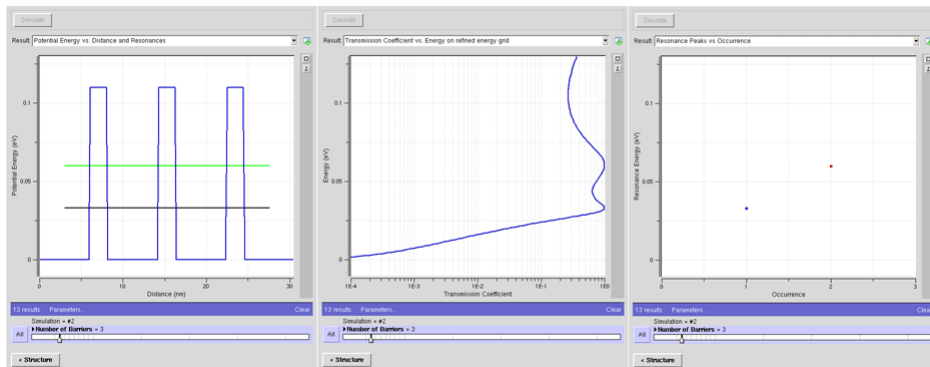 Simulate
Result: Potential Energy vs. Distance and Resonances
Potential Energy (eV)
0.1
0.05
0
0 10 20 30
Distance (nm)
13 results Parameters... Clear
Simulation = #2
All
Number of Barriers = 3
< Structure
Simulate
Result: Transmission Coefficient vs. Energy on refined energy grid
Energy (eV)
0.1
0.05
0
1E-4 1E-3 1E-2 1E-1 1E0
Transmission Coefficient
13 results Parameters... Clear
Simulation = #2
All
Number of Barriers = 3
< Structure
Simulate
Result: Resonance Peaks vs Occurrence
Resonance Energy (eV)
0.1
0.05
0
0 1 2 3
Occurrence
13 results Parameters... Clear
Simulation = #2
All
Number of Barriers = 3
< Structure